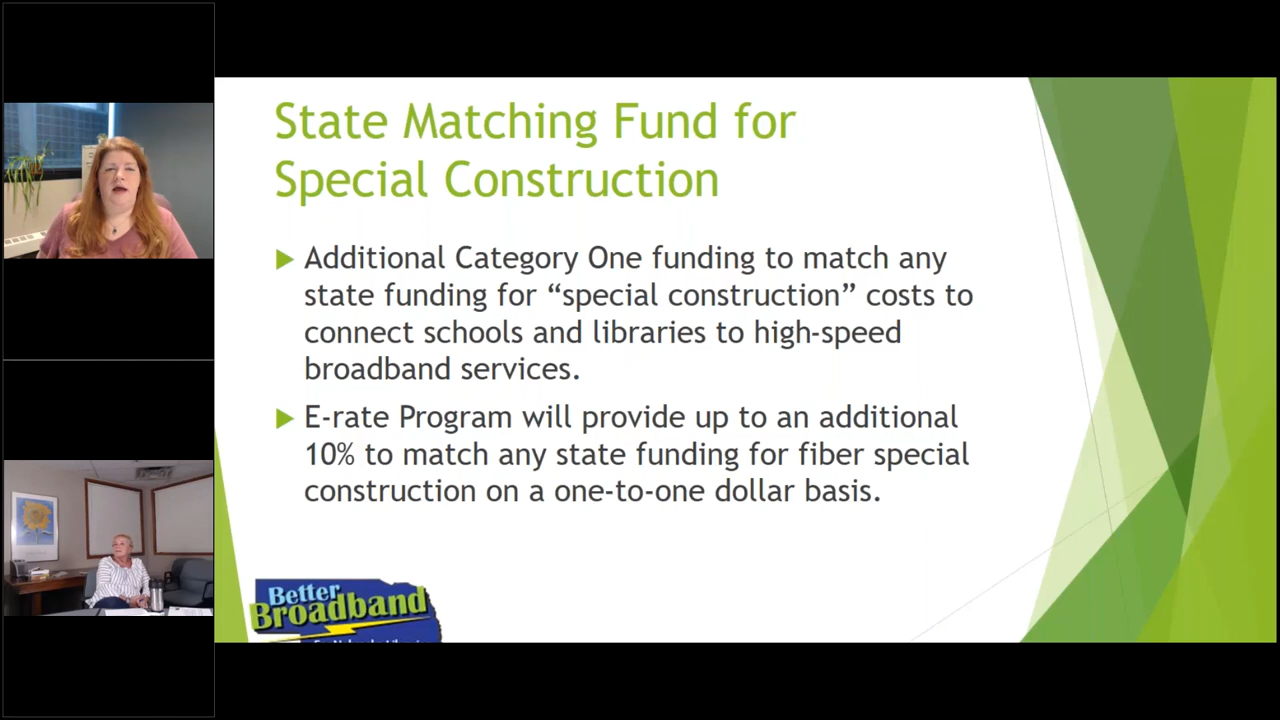 State Matching Fund for
Special Construction
Additional Category One funding to match any
state funding for “special construction” costs to
connect schools and libraries to high-speed
broadband services.
E-rate Program will provide up to an additional
10% to match any state funding for fiber special
construction on a one-to-one dollar basis.
Better
Broadband